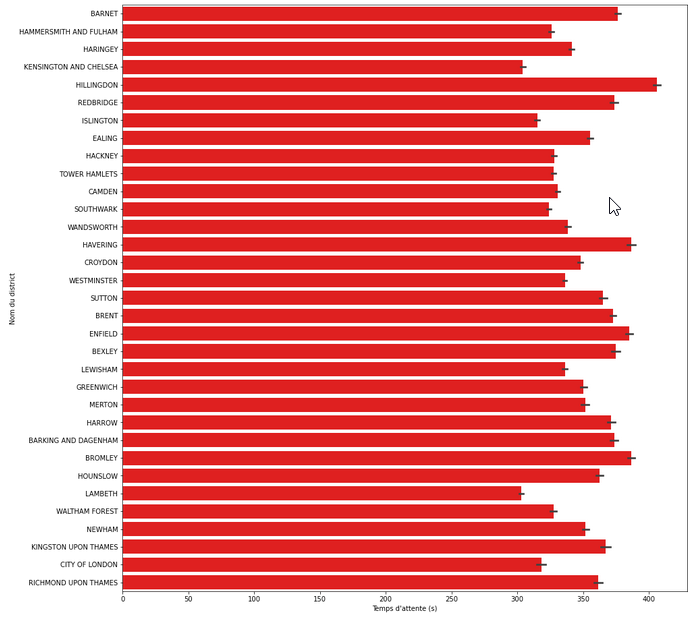 BARNET
HAMMERSMITH AND FULHAM
HARINGEY
KENSINGTON AND CHELSEA
HILLINGDON
REDBRIDGE
ISLINGTON
EALING
HACKNEY
TOWER HAMLETS
CAMDEN
SOUTHWARK
WANDSWORTH
HAVERING
CROYDON
WESTMINSTER
SUTTON
BRENT
ENFIELD
BEXLEY
LEWISHAM
GREENWICH
MERTON
HARROW
BARKING AND DAGENHAM
BROMLEY
HOUNSLOW
LAMBETH
WALTHAM FOREST
NEWHAM
KINGSTON UPON THAMES
CITY OF LONDON
RICHMOND UPON THAMES
Nom du district
0 50 100 150 200 250 300 350 400
Temps d'attente (s)